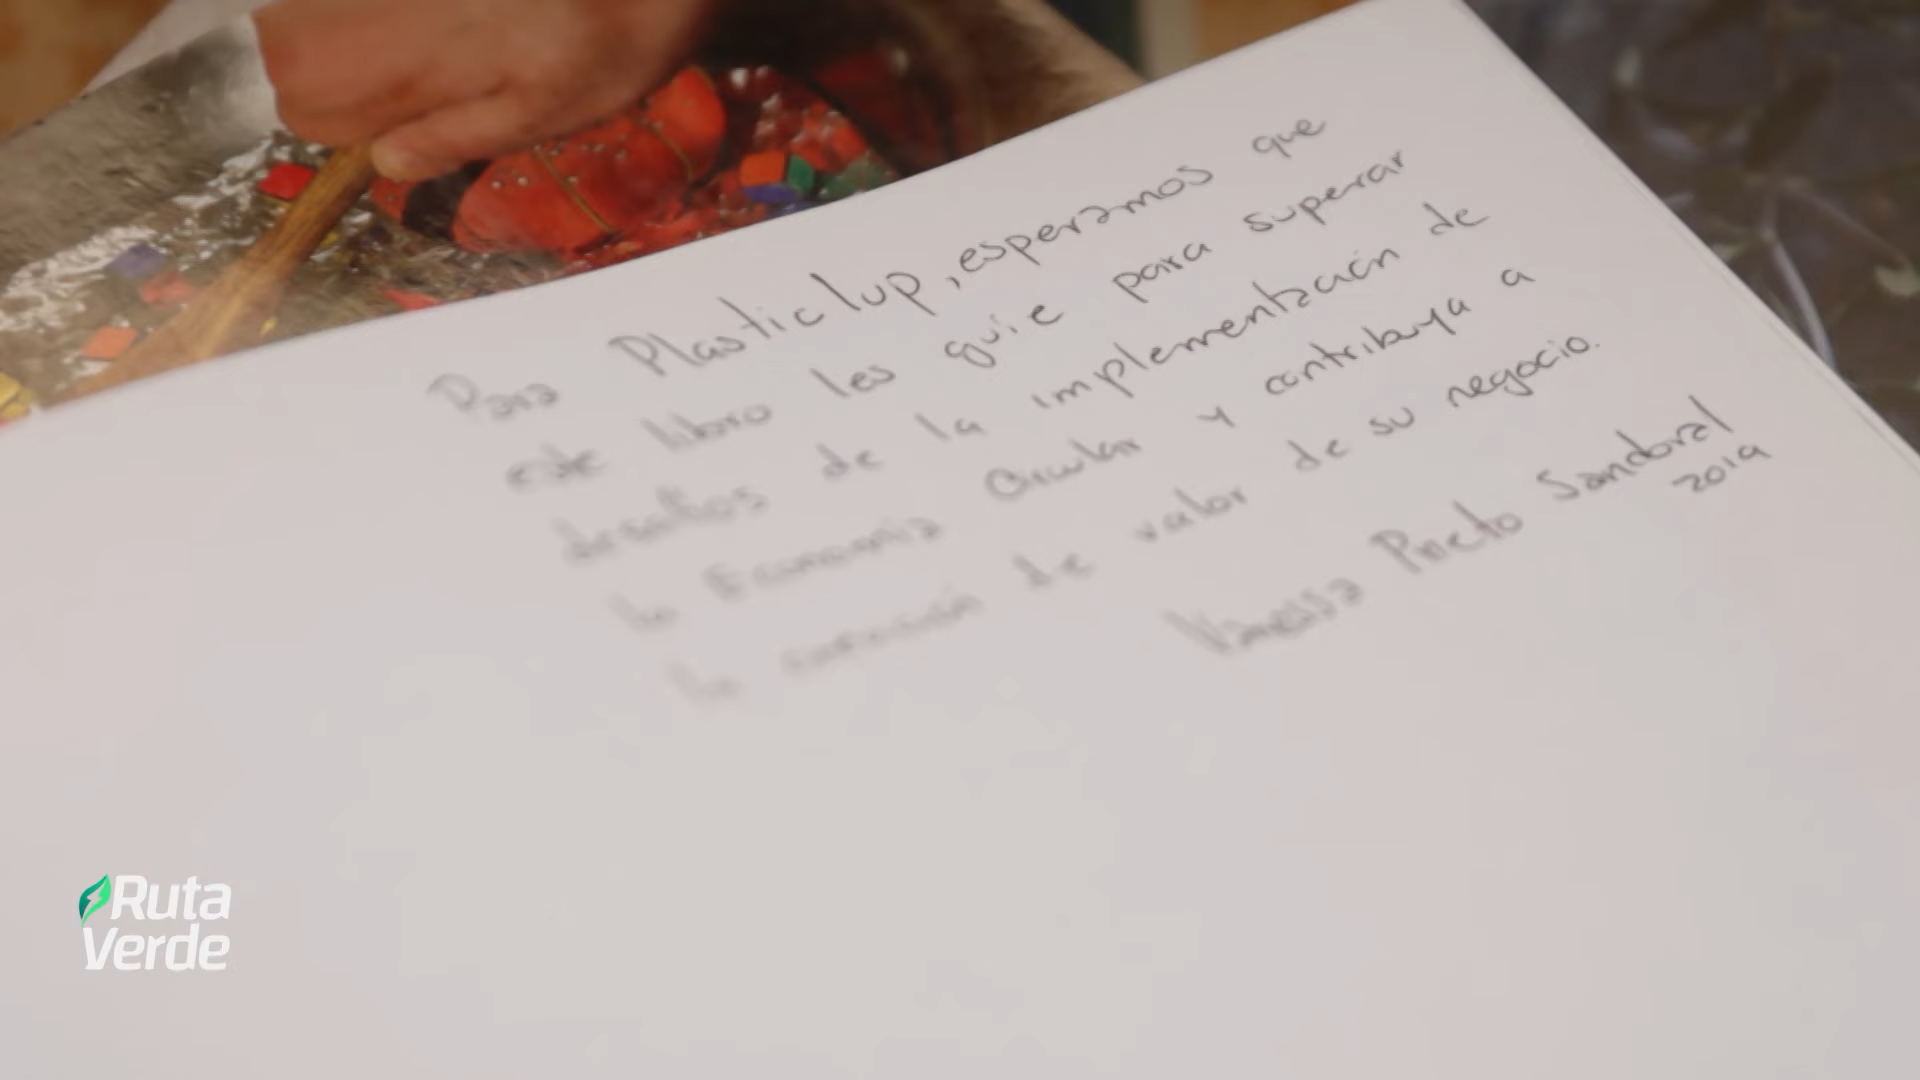 Para Plasticlup, esperamos que
este libro les guíe para superar
desafíos de la implementación de
la Economía Circular y contribuya a
la creación de valor de su negocio.
Vanessa Prieto Sandoval
2019
Ruta
Verde